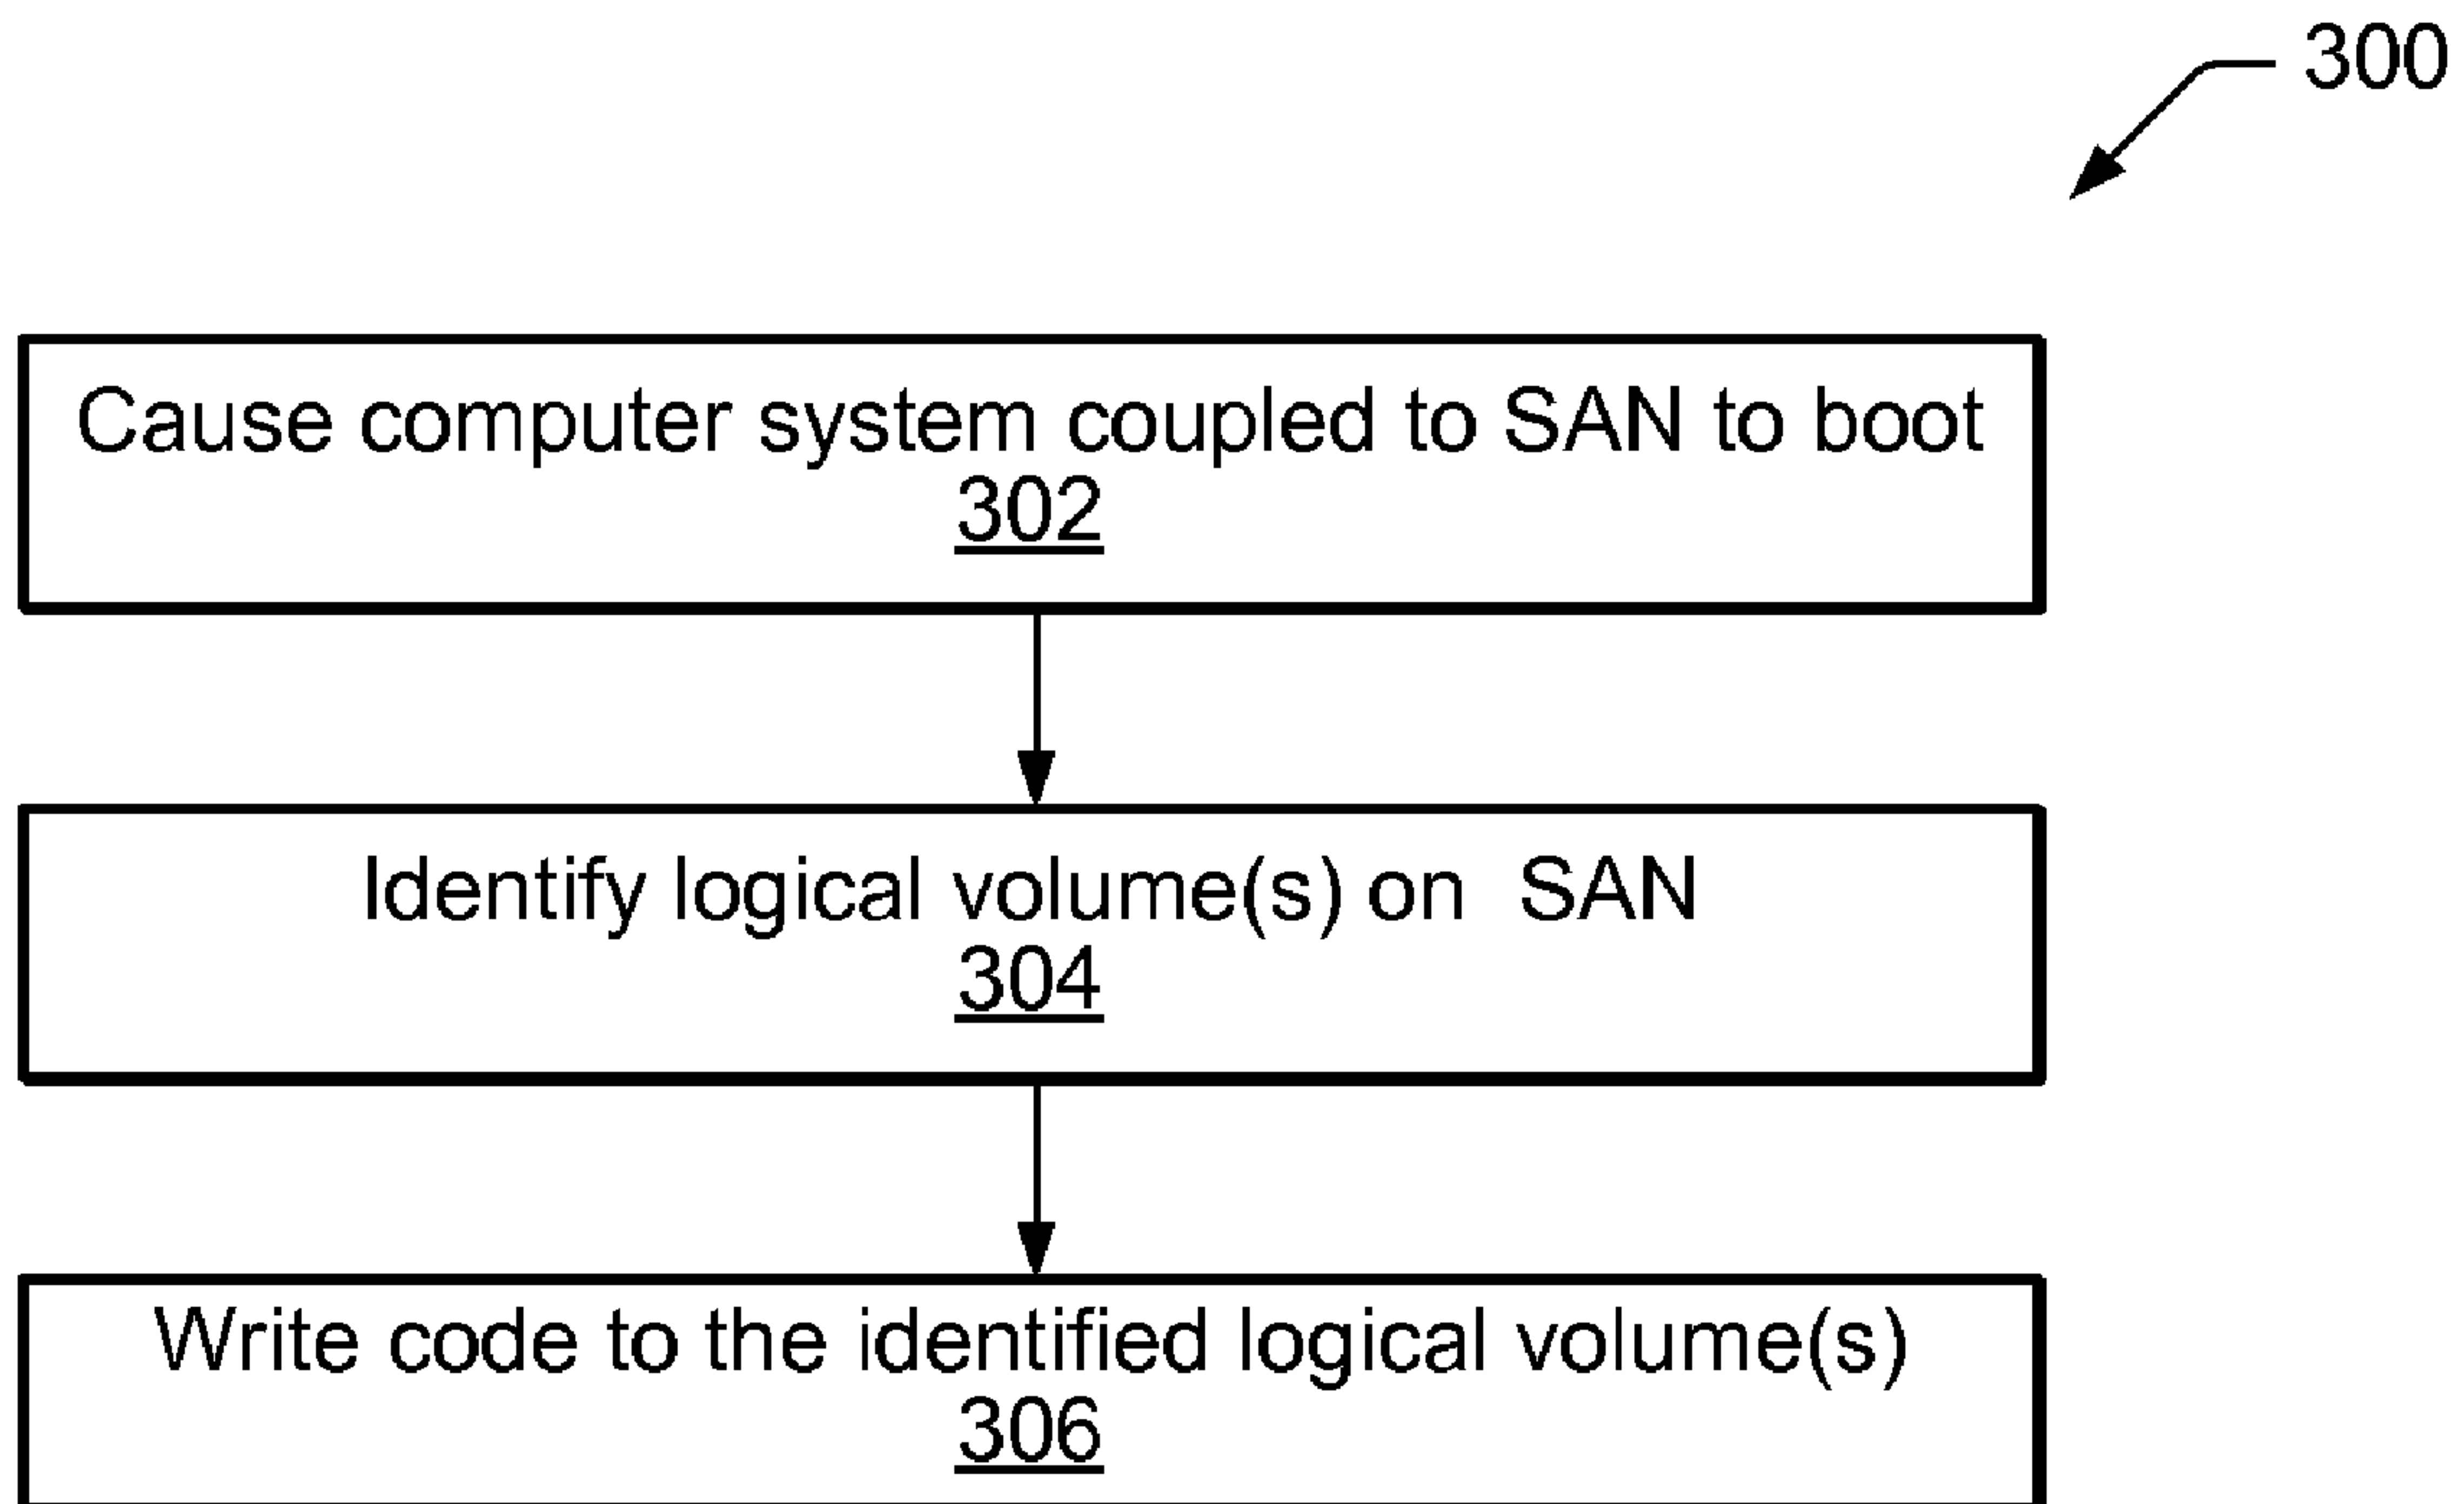 300
Cause computer system coupled to SAN to boot
302
Identify logical volume(s) on SAN
304
Write code to the identified logical volume(s)
306